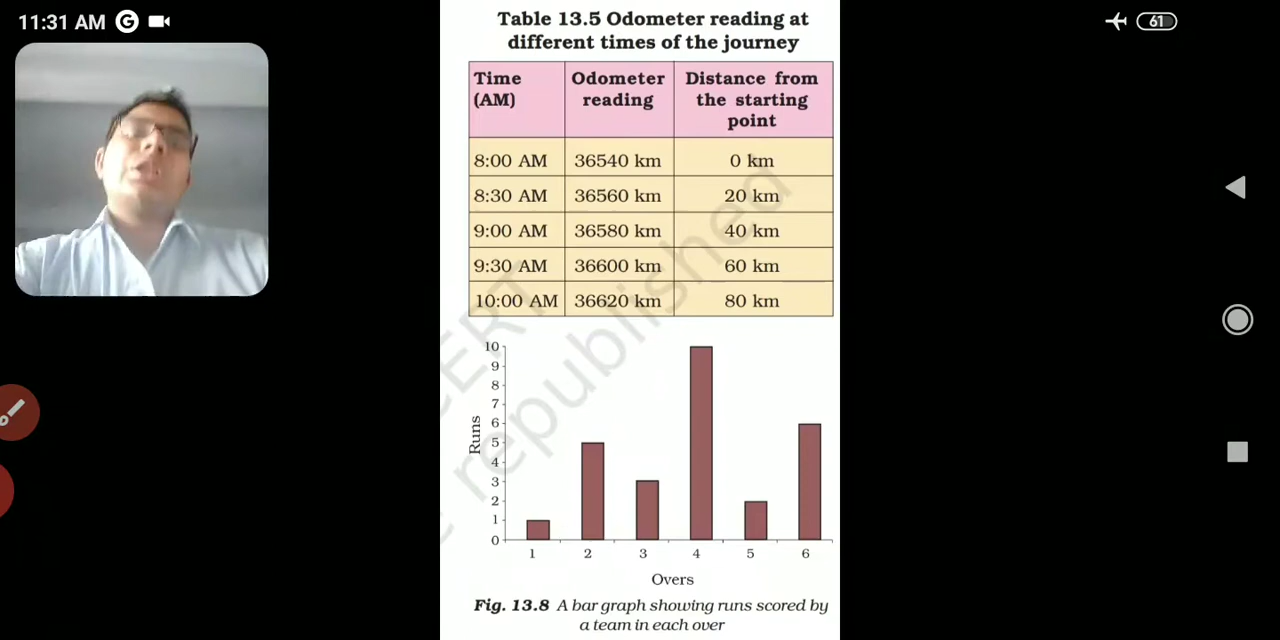 11:31 AM G
61
Table 13.5 Odometer reading at
different times of the journey
Time (AM) Odometer reading Distance from the starting point
8:00 AM 36540 km 0 km
8:30 AM 36560 km 20 km
9:00 AM 36580 km 40 km
9:30 AM 36600 km 60 km
10:00 AM 36620 km 80 km
republished
10
9
8
7
6
5
4
3
2
1
0
Runs
1 2 3 4 5 6
Overs
Fig. 13.8 A bar graph showing runs scored by
a team in each over